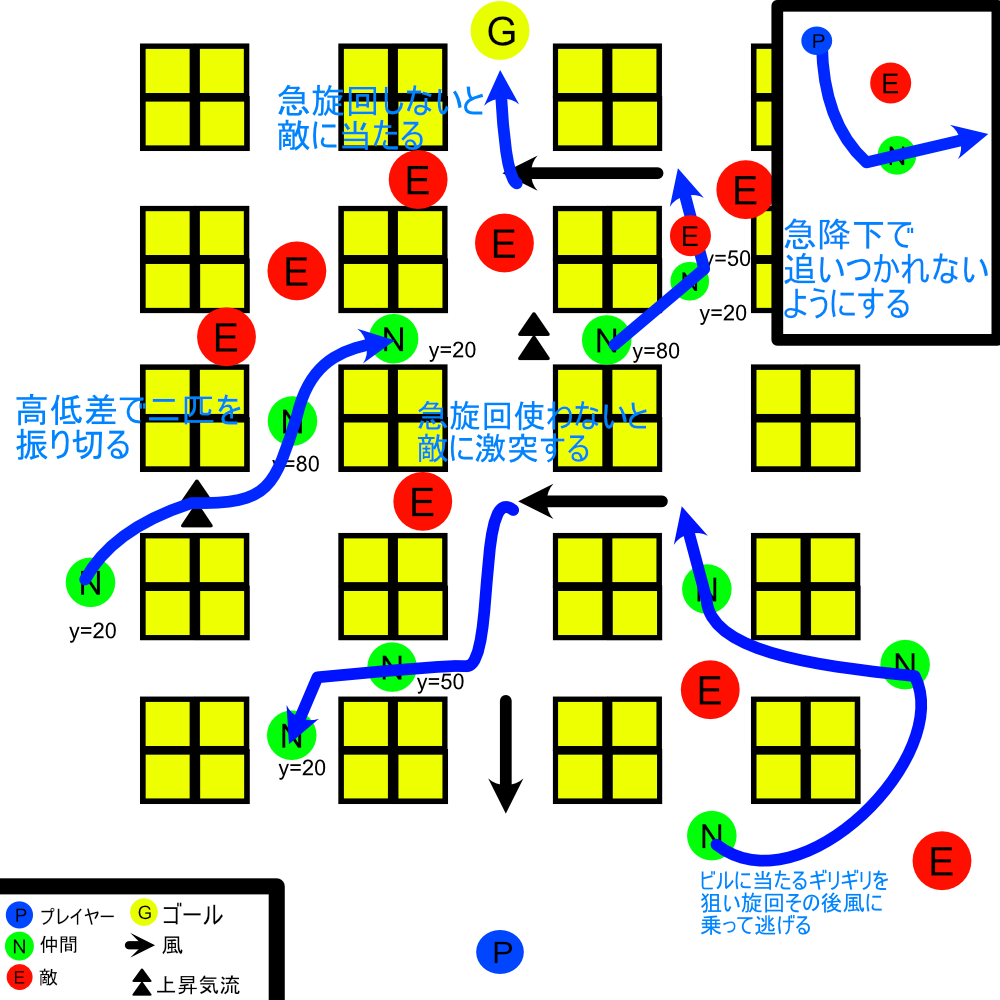 G
P
E
N
急旋回しないと
敵に当たる
E
E
急降下で
追いつかれない
ようにする
E
E
E
y=50
N
y=20
E
N
y=20
N
y=80
高低差で二匹を
振り切る
N
y=80
急旋回使わないと
敵に激突する
E
N
y=20
N
N
y=50
N
E
N
y=20
N
E
ビルに当たるギリギリを
狙い旋回その後風に
乗って逃げる
P
P プレイヤー
G ゴール
N 仲間
風
E 敵
上昇気流